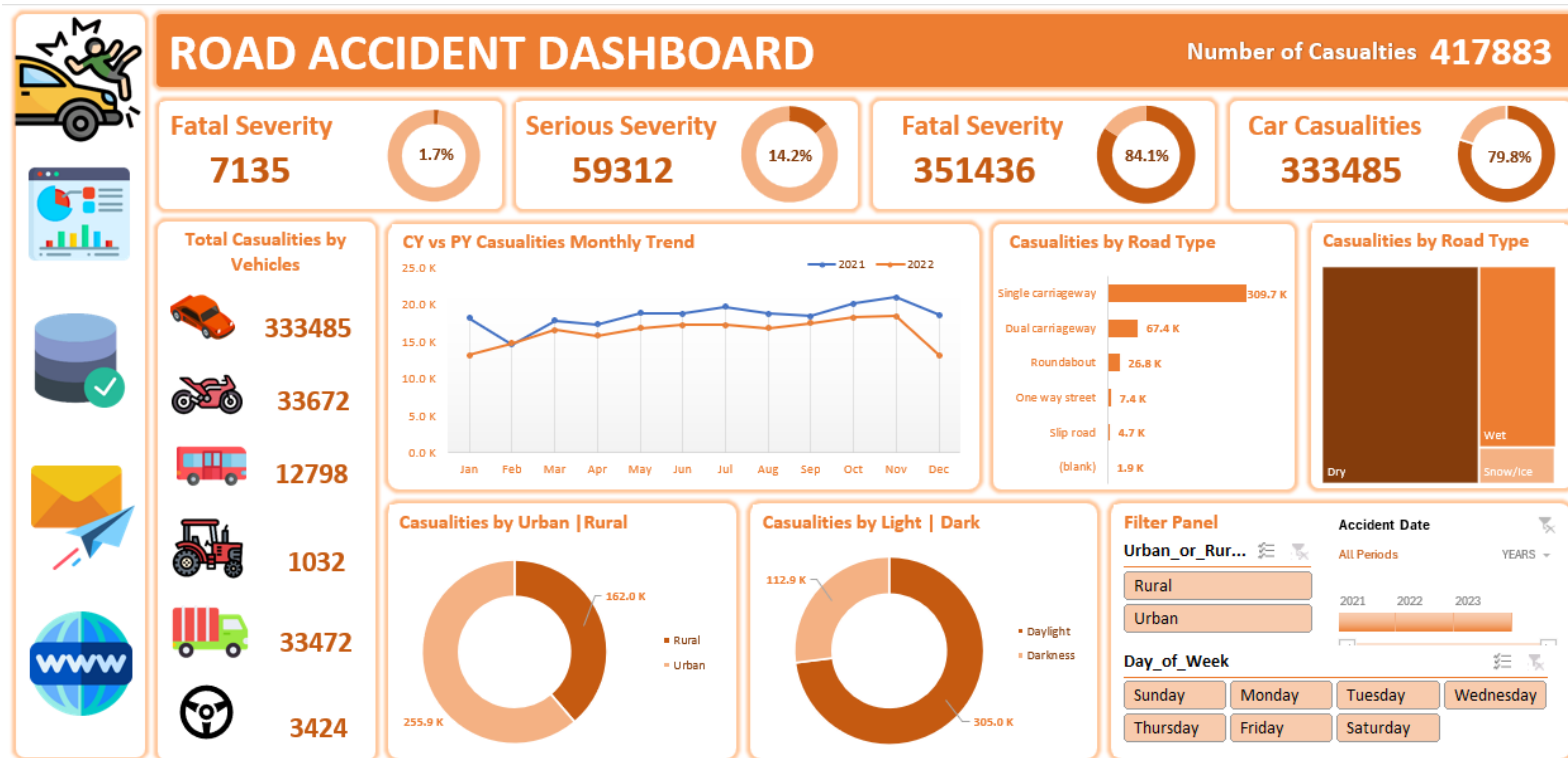 ROAD ACCIDENT DASHBOARD
Number of Casualties 417883
Fatal Severity
7135
1.7%
Serious Severity
59312
14.2%
Fatal Severity
351436
84.1%
Car Casualities
333485
79.8%
Total Casualities by
Vehicles
333485
33672
12798
1032
33472
3424
CY vs PY Casualities Monthly Trend
2021 2022
25.0 K
20.0 K
15.0 K
10.0 K
5.0 K
0.0 K
Jan Feb Mar Apr May Jun Jul Aug Sep Oct Nov Dec
Casualities by Road Type
Single carriageway 309.7 K
Dual carriageway 67.4 K
Roundabout 26.8 K
One way street 7.4 K
Slip road 4.7 K
(blank) 1.9 K
Casualities by Road Type
Dry
Wet
Snow/Ice
Casualities by Urban |Rural
162.0 K
255.9 K
Rural
Urban
Casualities by Light | Dark
112.9 K
305.0 K
Daylight
Darkness
Filter Panel
Urban_or_Rur...
Rural
Urban
Accident Date
All Periods YEARS
2021 2022 2023
Day_of_Week
Sunday Monday Tuesday Wednesday
Thursday Friday Saturday
www